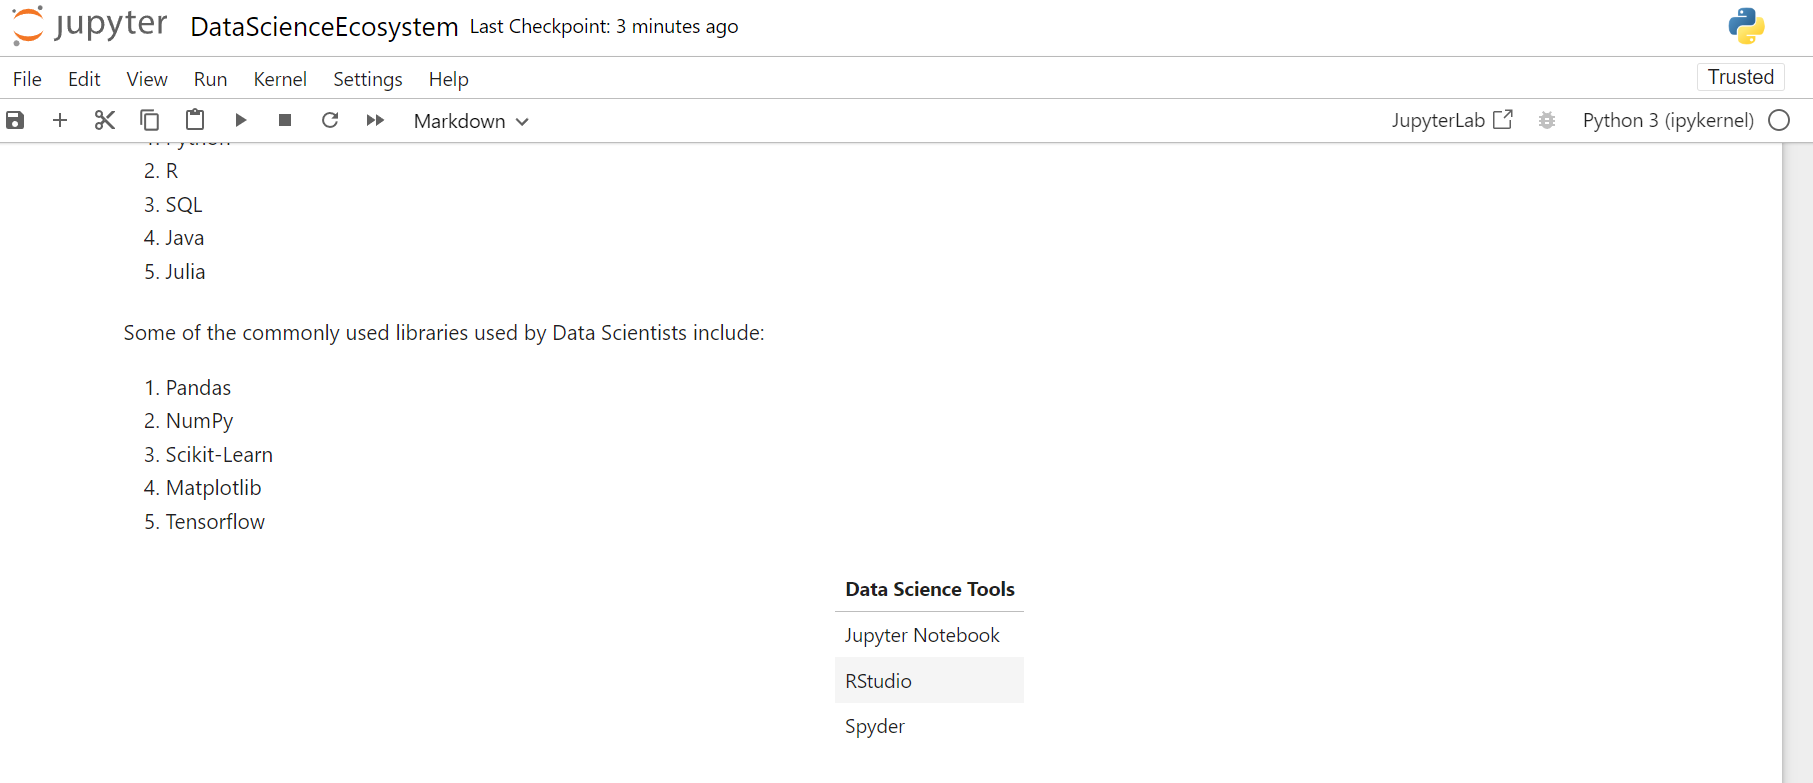 jupyter DataScienceEcosystem Last Checkpoint: 3 minutes ago
File Edit View Run Kernel Settings Help Trusted
Markdown JupyterLab Python 3 (ipykernel)
1. Python
2. R
3. SQL
4. Java
5. Julia
Some of the commonly used libraries used by Data Scientists include:
1. Pandas
2. NumPy
3. Scikit-Learn
4. Matplotlib
5. Tensorflow
Data Science Tools
Jupyter Notebook
RStudio
Spyder